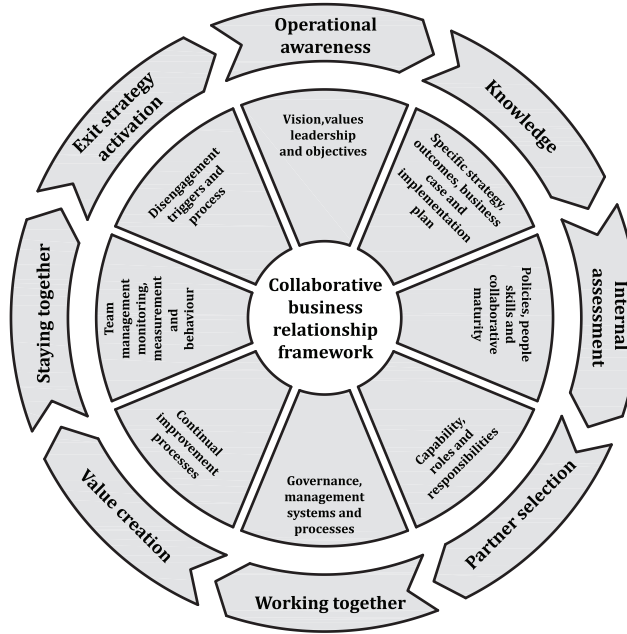 Operational
awareness
Knowledge
Internal
assessment
Partner selection
Working together
Value creation
Staying together
Exit strategy
activation
Vision,values
leadership
and objectives
Specific strategy,
outcomes, business
case and
implementation
plan
Policies, people
skills and
collaborative
maturity
Capability,
roles and
responsibilities
Governance,
management
systems and
processes
Continual
improvement
processes
Team
management
monitoring,
measurement
and
behaviour
Disengagement
triggers and
process
Collaborative
business
relationship
framework